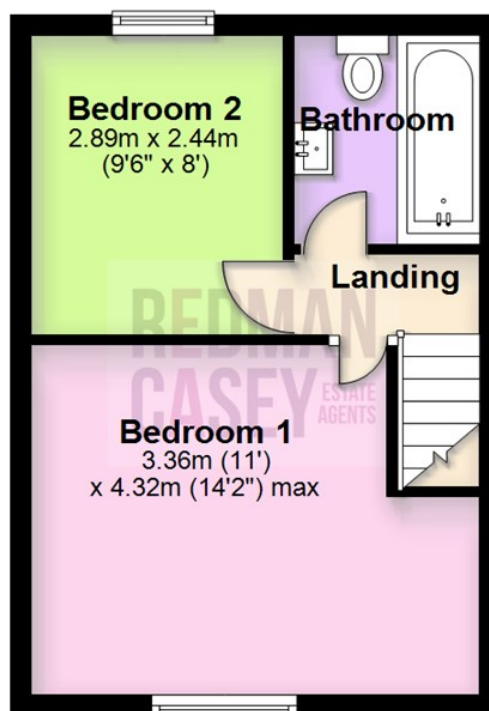 Bedroom 2
2.89m x 2.44m
(9'6" x 8')
Bathroom
Landing
REDMAN
CASEY ESTATE
AGENTS
Bedroom 1
3.36m (11')
x 4.32m (14'2") max